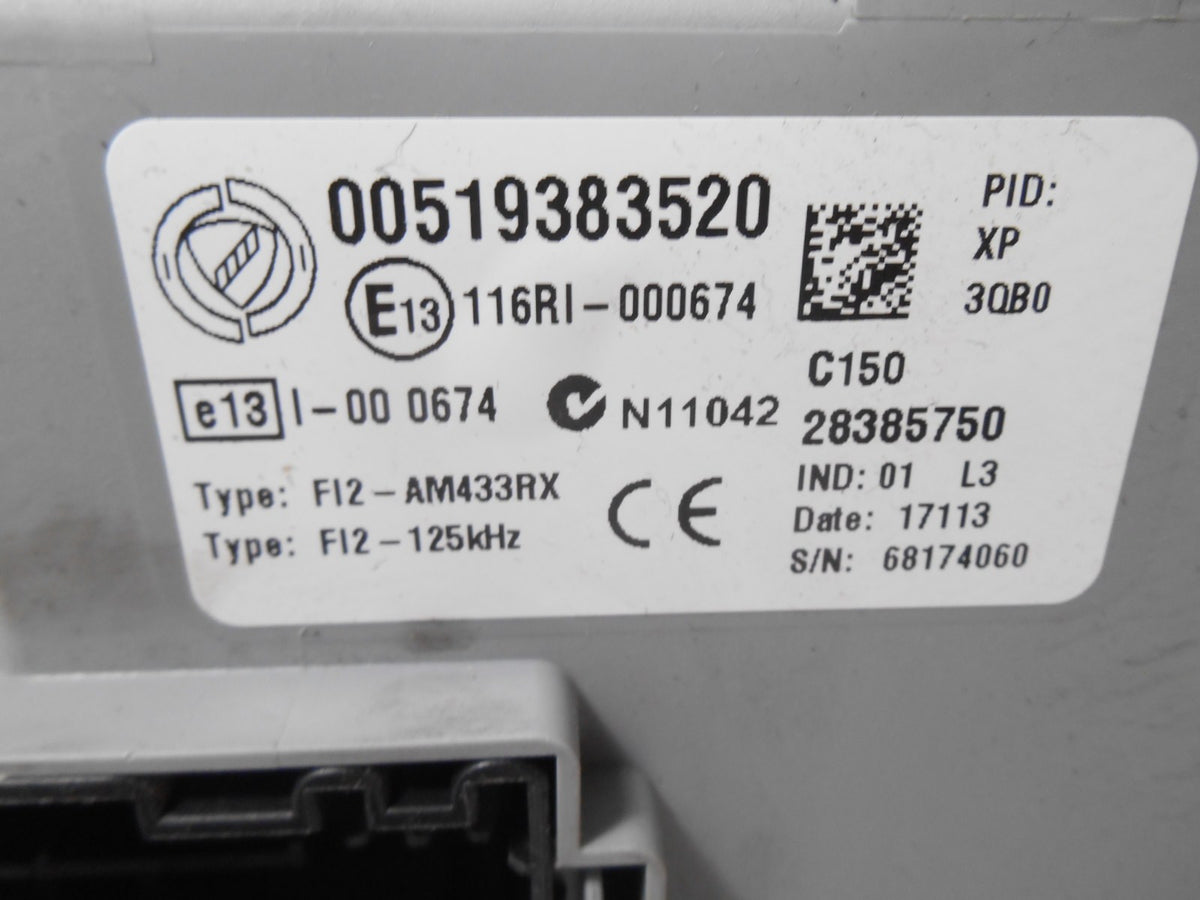 00519383520
E13 116RI-000674
e13 I-00 0674
N11042
Type: FI2-AM433RX
Type: FI2-125kHz
CE
PID:
XP
3QB0
C150
28385750
IND: 01 L3
Date: 17113
S/N: 68174060